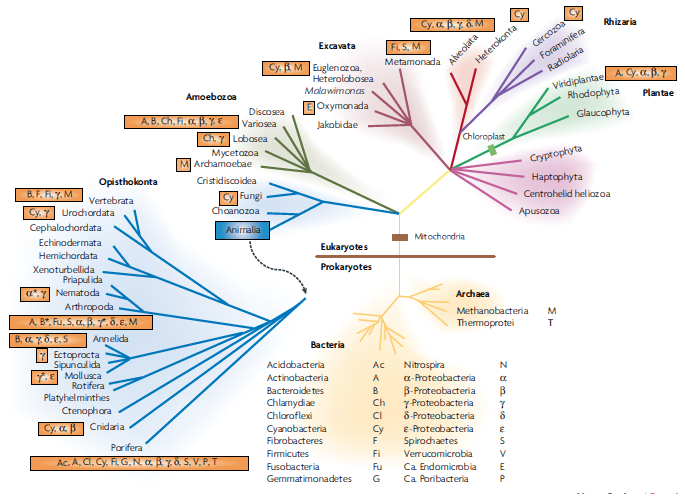 Cy, α, β, γ, δ, M
Cy
Cy
Rhizaria
Excavata
Fi, S, M
Metamonada
Alveolata
Heterokonta
Cercozoa
Foraminifera
Radiolaria
Cy, β, M
Euglenozoa,
Heterolobosea
Malawimonas
E
Oxymonada
Jakobidae
A, Cy, α, β, γ
Plantae
Viridiplantae
Rhodophyta
Glaucophyta
Chloroplast
Amoebozoa
Discosea
A, B, Ch, Fi, α, β, γ, ε
Variosea
Ch, γ
Lobosea
Mycetozoa
M
Archamoebae
Cryptophyta
Haptophyta
Centrohelid heliozoa
Apusozoa
Opisthokonta
Cristidiscoidea
Cy
Fungi
Choanozoa
Animalia
B, F, Fi, γ, M
Vertebrata
Cy, γ
Urochordata
Cephalochordata
Echinodermata
Hemichordata
Xenoturbellida
Priapulida
α*, γ
Nematoda
Arthropoda
A, B*, Fu, S, α, β, γ*, δ, ε, M
B, α, γ, δ, ε, S
Annelida
γ
Ectoprocta
Sipunculida
γ*, ε
Mollusca
Rotifera
Platyhelminthes
Ctenophora
Cy, α, β
Cnidaria
Porifera
Ac, A, Cl, Cy, Fi, G, N, α, β, γ, δ, S, V, P, T
Mitochondria
Eukaryotes
Prokaryotes
Archaea
Methanobacteria M
Thermoprotei T
Bacteria
Acidobacteria Ac Nitrospira N
Actinobacteria A α-Proteobacteria α
Bacteroidetes B β-Proteobacteria β
Chlamydiae Ch γ-Proteobacteria γ
Chloroflexi Cl δ-Proteobacteria δ
Cyanobacteria Cy ε-Proteobacteria ε
Fibrobacteres F Spirochaetes S
Firmicutes Fi Verrucomicrobia V
Fusobacteria Fu Ca. Endomicrobia E
Gemmatimonadetes G Ca. Poribacteria P